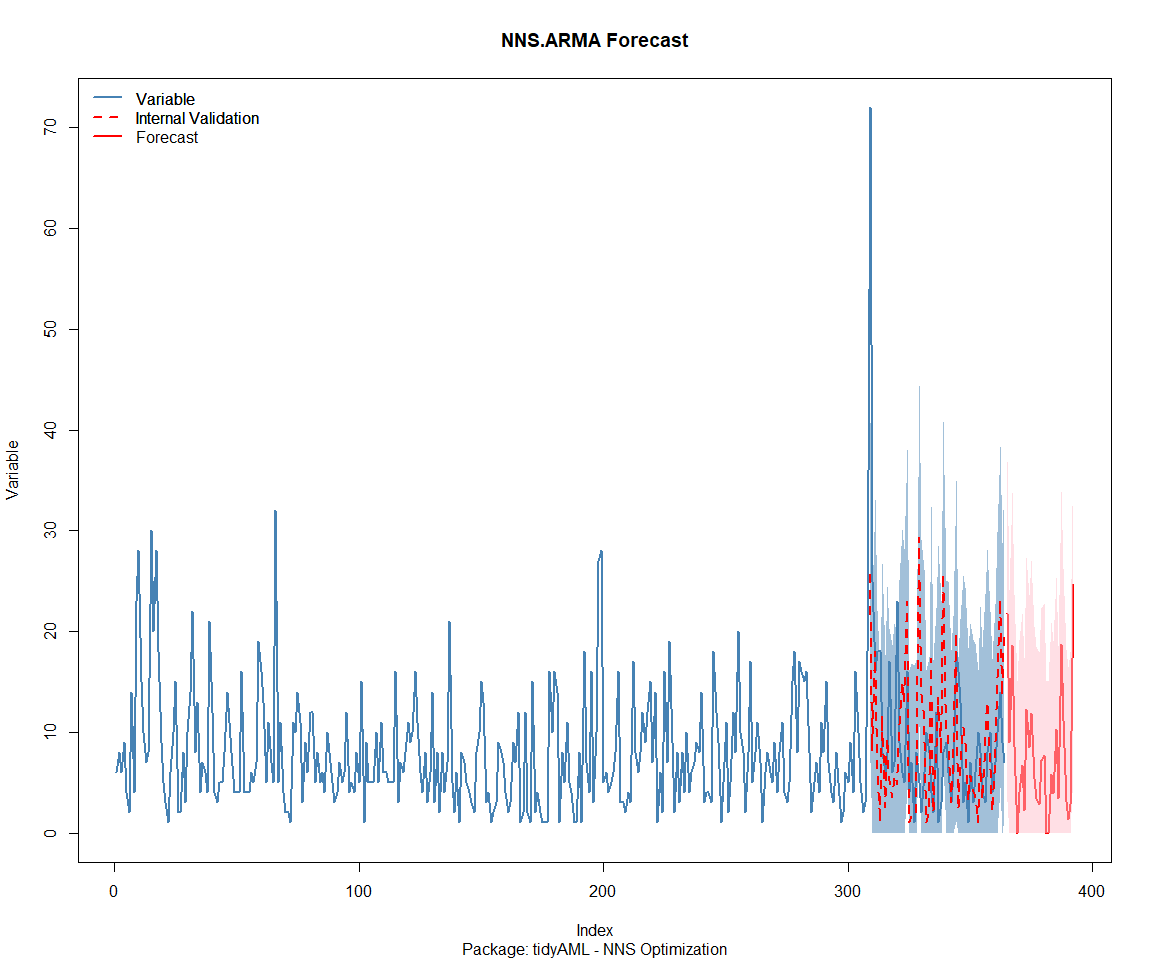 NNS.ARMA Forecast
Variable
Internal Validation
Forecast
70
60
50
40
30
20
10
0
Variable
0
100
200
300
400
Index
Package: tidyAML - NNS Optimization